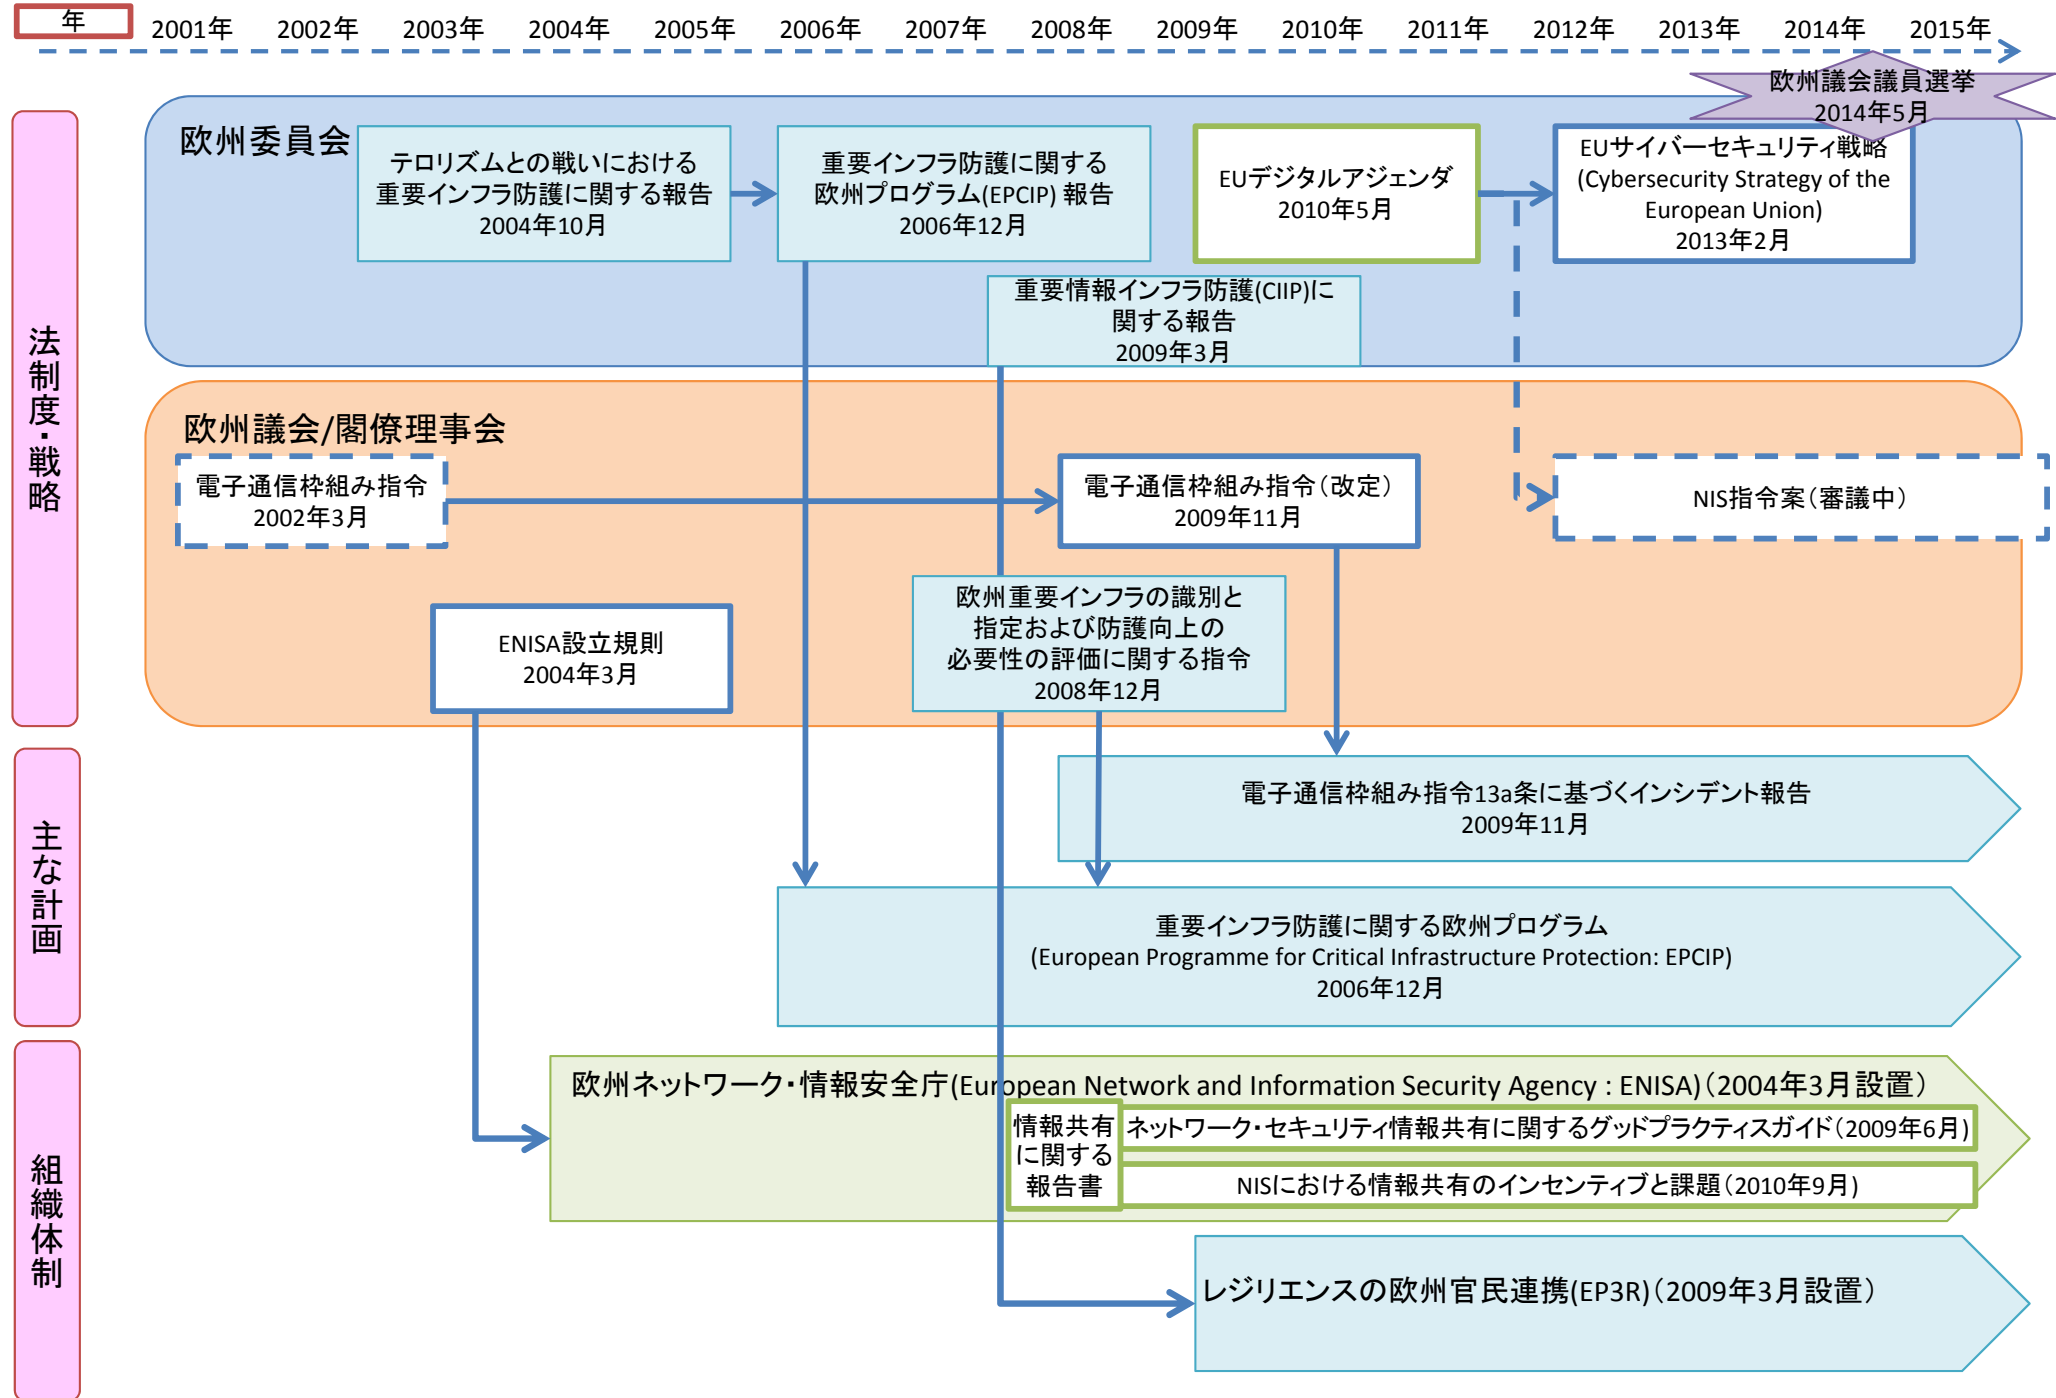 年
2001年 2002年 2003年 2004年 2005年 2006年 2007年 2008年 2009年 2010年 2011年 2012年 2013年 2014年 2015年
欧州議会議員選挙
2014年5月
法制度・戦略
欧州委員会
テロリズムとの戦いにおける
重要インフラ防護に関する報告
2004年10月
重要インフラ防護に関する
欧州プログラム(EPCIP) 報告
2006年12月
EUデジタルアジェンダ
2010年5月
EUサイバーセキュリティ戦略
(Cybersecurity Strategy of the
European Union)
2013年2月
重要情報インフラ防護(CIIP)に
関する報告
2009年3月
欧州議会/閣僚理事会
電子通信枠組み指令
2002年3月
電子通信枠組み指令（改定）
2009年11月
NIS指令案（審議中）
ENISA設立規則
2004年3月
欧州重要インフラの識別と
指定および防護向上の
必要性の評価に関する指令
2008年12月
主な計画
電子通信枠組み指令13a条に基づくインシデント報告
2009年11月
重要インフラ防護に関する欧州プログラム
(European Programme for Critical Infrastructure Protection: EPCIP)
2006年12月
組織体制
欧州ネットワーク・情報安全庁(European Network and Information Security Agency : ENISA)（2004年3月設置）
情報共有
に関する
報告書
ネットワーク・セキュリティ情報共有に関するグッドプラクティスガイド（2009年6月)
NISにおける情報共有のインセンティブと課題（2010年9月)
レジリエンスの欧州官民連携(EP3R)（2009年3月設置）